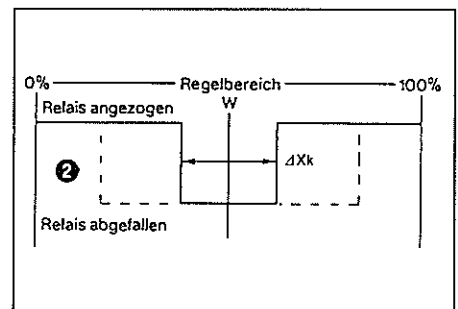 0% Regelbereich 100%
W
Relais angezogen
ΔXk
2
Relais abgefallen